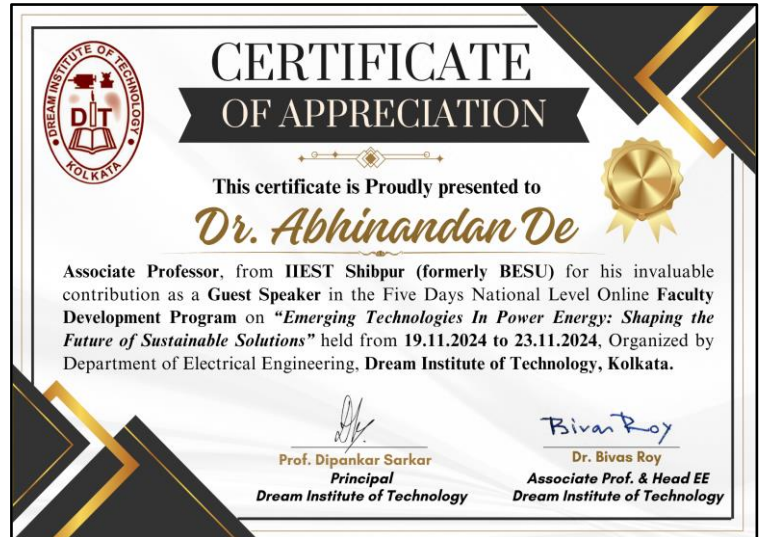 DREAM INSTITUTE OF TECHNOLOGY
DIT
KOLKATA
CERTIFICATE
OF APPRECIATION
This certificate is Proudly presented to
Dr. Abhinandan De
Associate Professor, from IIEST Shibpur (formerly BESU) for his invaluable
contribution as a Guest Speaker in the Five Days National Level Online Faculty
Development Program on “Emerging Technologies In Power Energy: Shaping the
Future of Sustainable Solutions” held from 19.11.2024 to 23.11.2024, Organized by
Department of Electrical Engineering, Dream Institute of Technology, Kolkata.
Bivas Roy
Prof. Dipankar Sarkar
Principal
Dream Institute of Technology
Dr. Bivas Roy
Associate Prof. & Head EE
Dream Institute of Technology